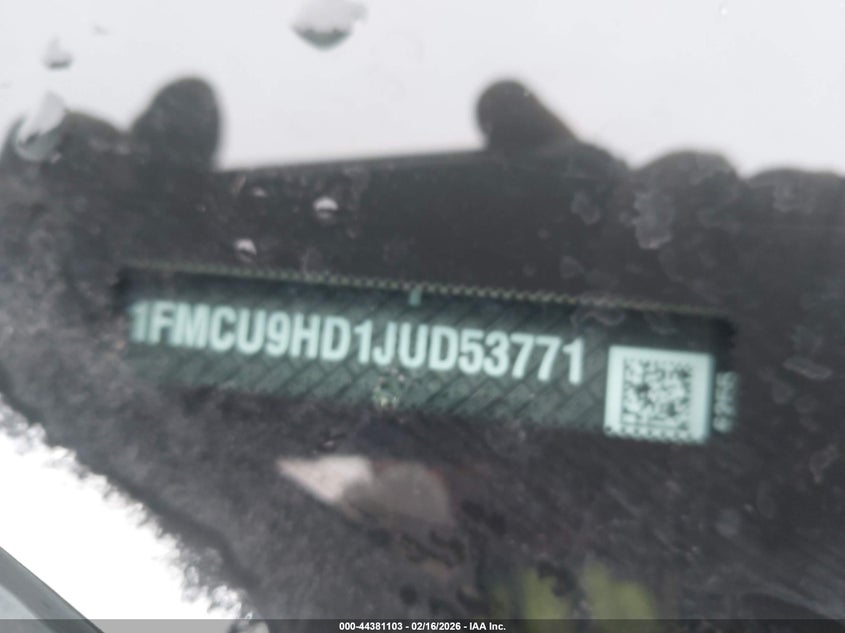 1FMCU9HD1JUD53771
000-44381103 - 02/16/2026 - IAA Inc.